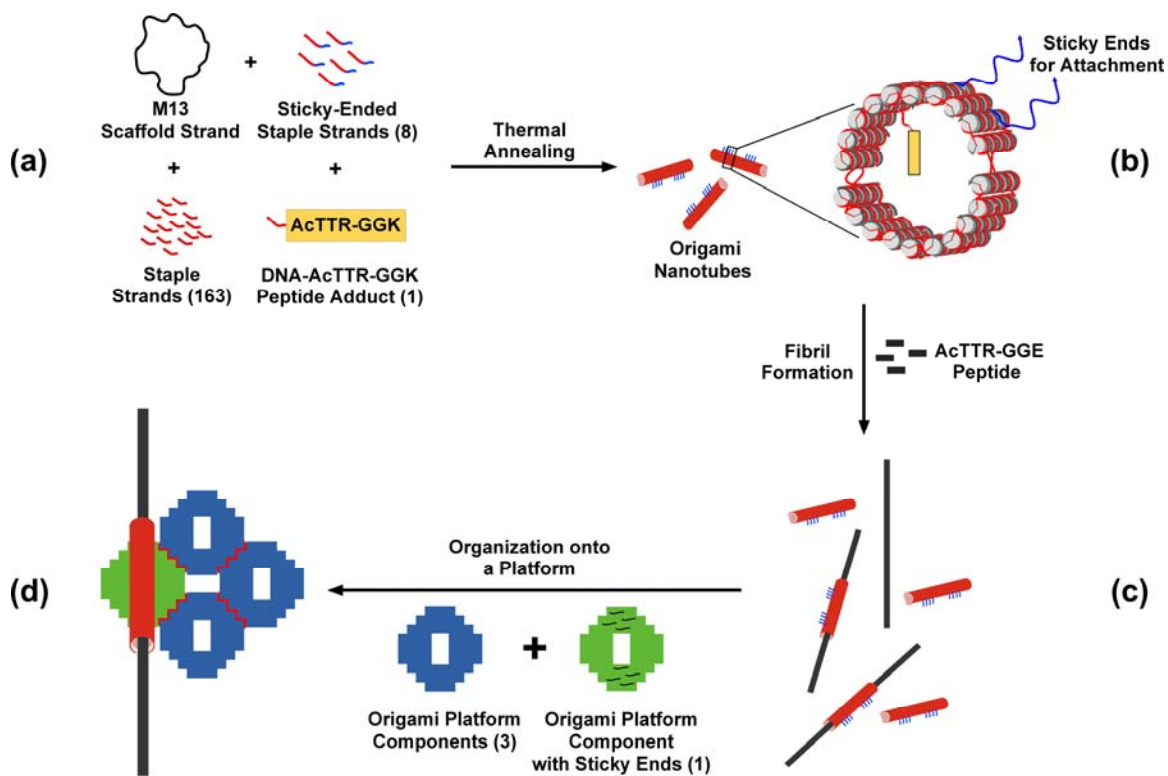 (a)
M13
Scaffold Strand
+
Sticky-Ended
Staple Strands (8)
+
+
Staple
Strands (163)
AcTTR-GGK
DNA-AcTTR-GGK
Peptide Adduct (1)
Thermal
Annealing
Origami
Nanotubes
Sticky Ends
for Attachment
(b)
Fibril
Formation
AcTTR-GGE
Peptide
(c)
Organization onto
a Platform
(d)
+
Origami Platform
Components (3)
Origami Platform
Component
with Sticky Ends (1)